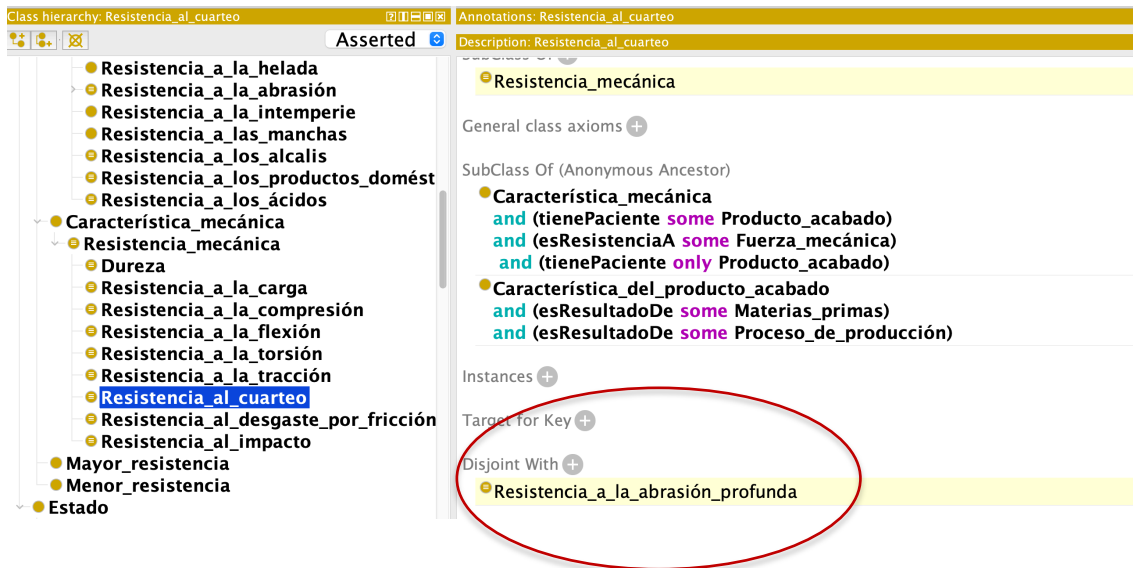 Class hierarchy: Resistencia_al_cuarteo
Asserted
Resistencia_a_la_helada
Resistencia_a_la_abrasión
Resistencia_a_la_intemperie
Resistencia_a_las_manchas
Resistencia_a_los_alcalis
Resistencia_a_los_productos_domést
Resistencia_a_los_ácidos
Característica_mecánica
Resistencia_mecánica
Dureza
Resistencia_a_la_carga
Resistencia_a_la_compresión
Resistencia_a_la_flexión
Resistencia_a_la_torsión
Resistencia_a_la_tracción
Resistencia_al_cuarteo
Resistencia_al_desgaste_por_fricción
Resistencia_al_impacto
Mayor_resistencia
Menor_resistencia
Estado
Annotations: Resistencia_al_cuarteo
Description: Resistencia_al_cuarteo
SubClass Of
Resistencia_mecánica
General class axioms
SubClass Of (Anonymous Ancestor)
Característica_mecánica
and (tienePaciente some Producto_acabado)
and (esResistenciaA some Fuerza_mecánica)
and (tienePaciente only Producto_acabado)
Característica_del_producto_acabado
and (esResultadoDe some Materias_primas)
and (esResultadoDe some Proceso_de_producción)
Instances
Target for Key
Disjoint With
Resistencia_a_la_abrasión_profunda